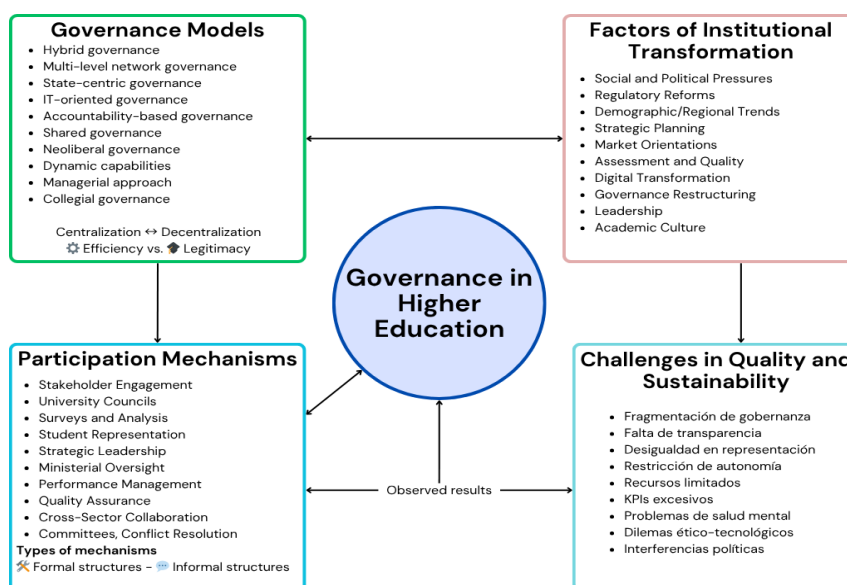 Governance Models
• Hybrid governance
• Multi-level network governance
• State-centric governance
• IT-oriented governance
• Accountability-based governance
• Shared governance
• Neoliberal governance
• Dynamic capabilities
• Managerial approach
• Collegial governance
Centralization ↔ Decentralization
⚙️ Efficiency vs. 🎓 Legitimacy
Factors of Institutional
Transformation
• Social and Political Pressures
• Regulatory Reforms
• Demographic/Regional Trends
• Strategic Planning
• Market Orientations
• Assessment and Quality
• Digital Transformation
• Governance Restructuring
• Leadership
• Academic Culture
Governance in
Higher
Education
Participation Mechanisms
• Stakeholder Engagement
• University Councils
• Surveys and Analysis
• Student Representation
• Strategic Leadership
• Ministerial Oversight
• Performance Management
• Quality Assurance
• Cross-Sector Collaboration
• Committees, Conflict Resolution
Types of mechanisms
🛠️ Formal structures - 💬 Informal structures
Observed results
Challenges in Quality and
Sustainability
• Fragmentación de gobernanza
• Falta de transparencia
• Desigualdad en representación
• Restricción de autonomía
• Recursos limitados
• KPIs excesivos
• Problemas de salud mental
• Dilemas ético-tecnológicos
• Interferencias políticas